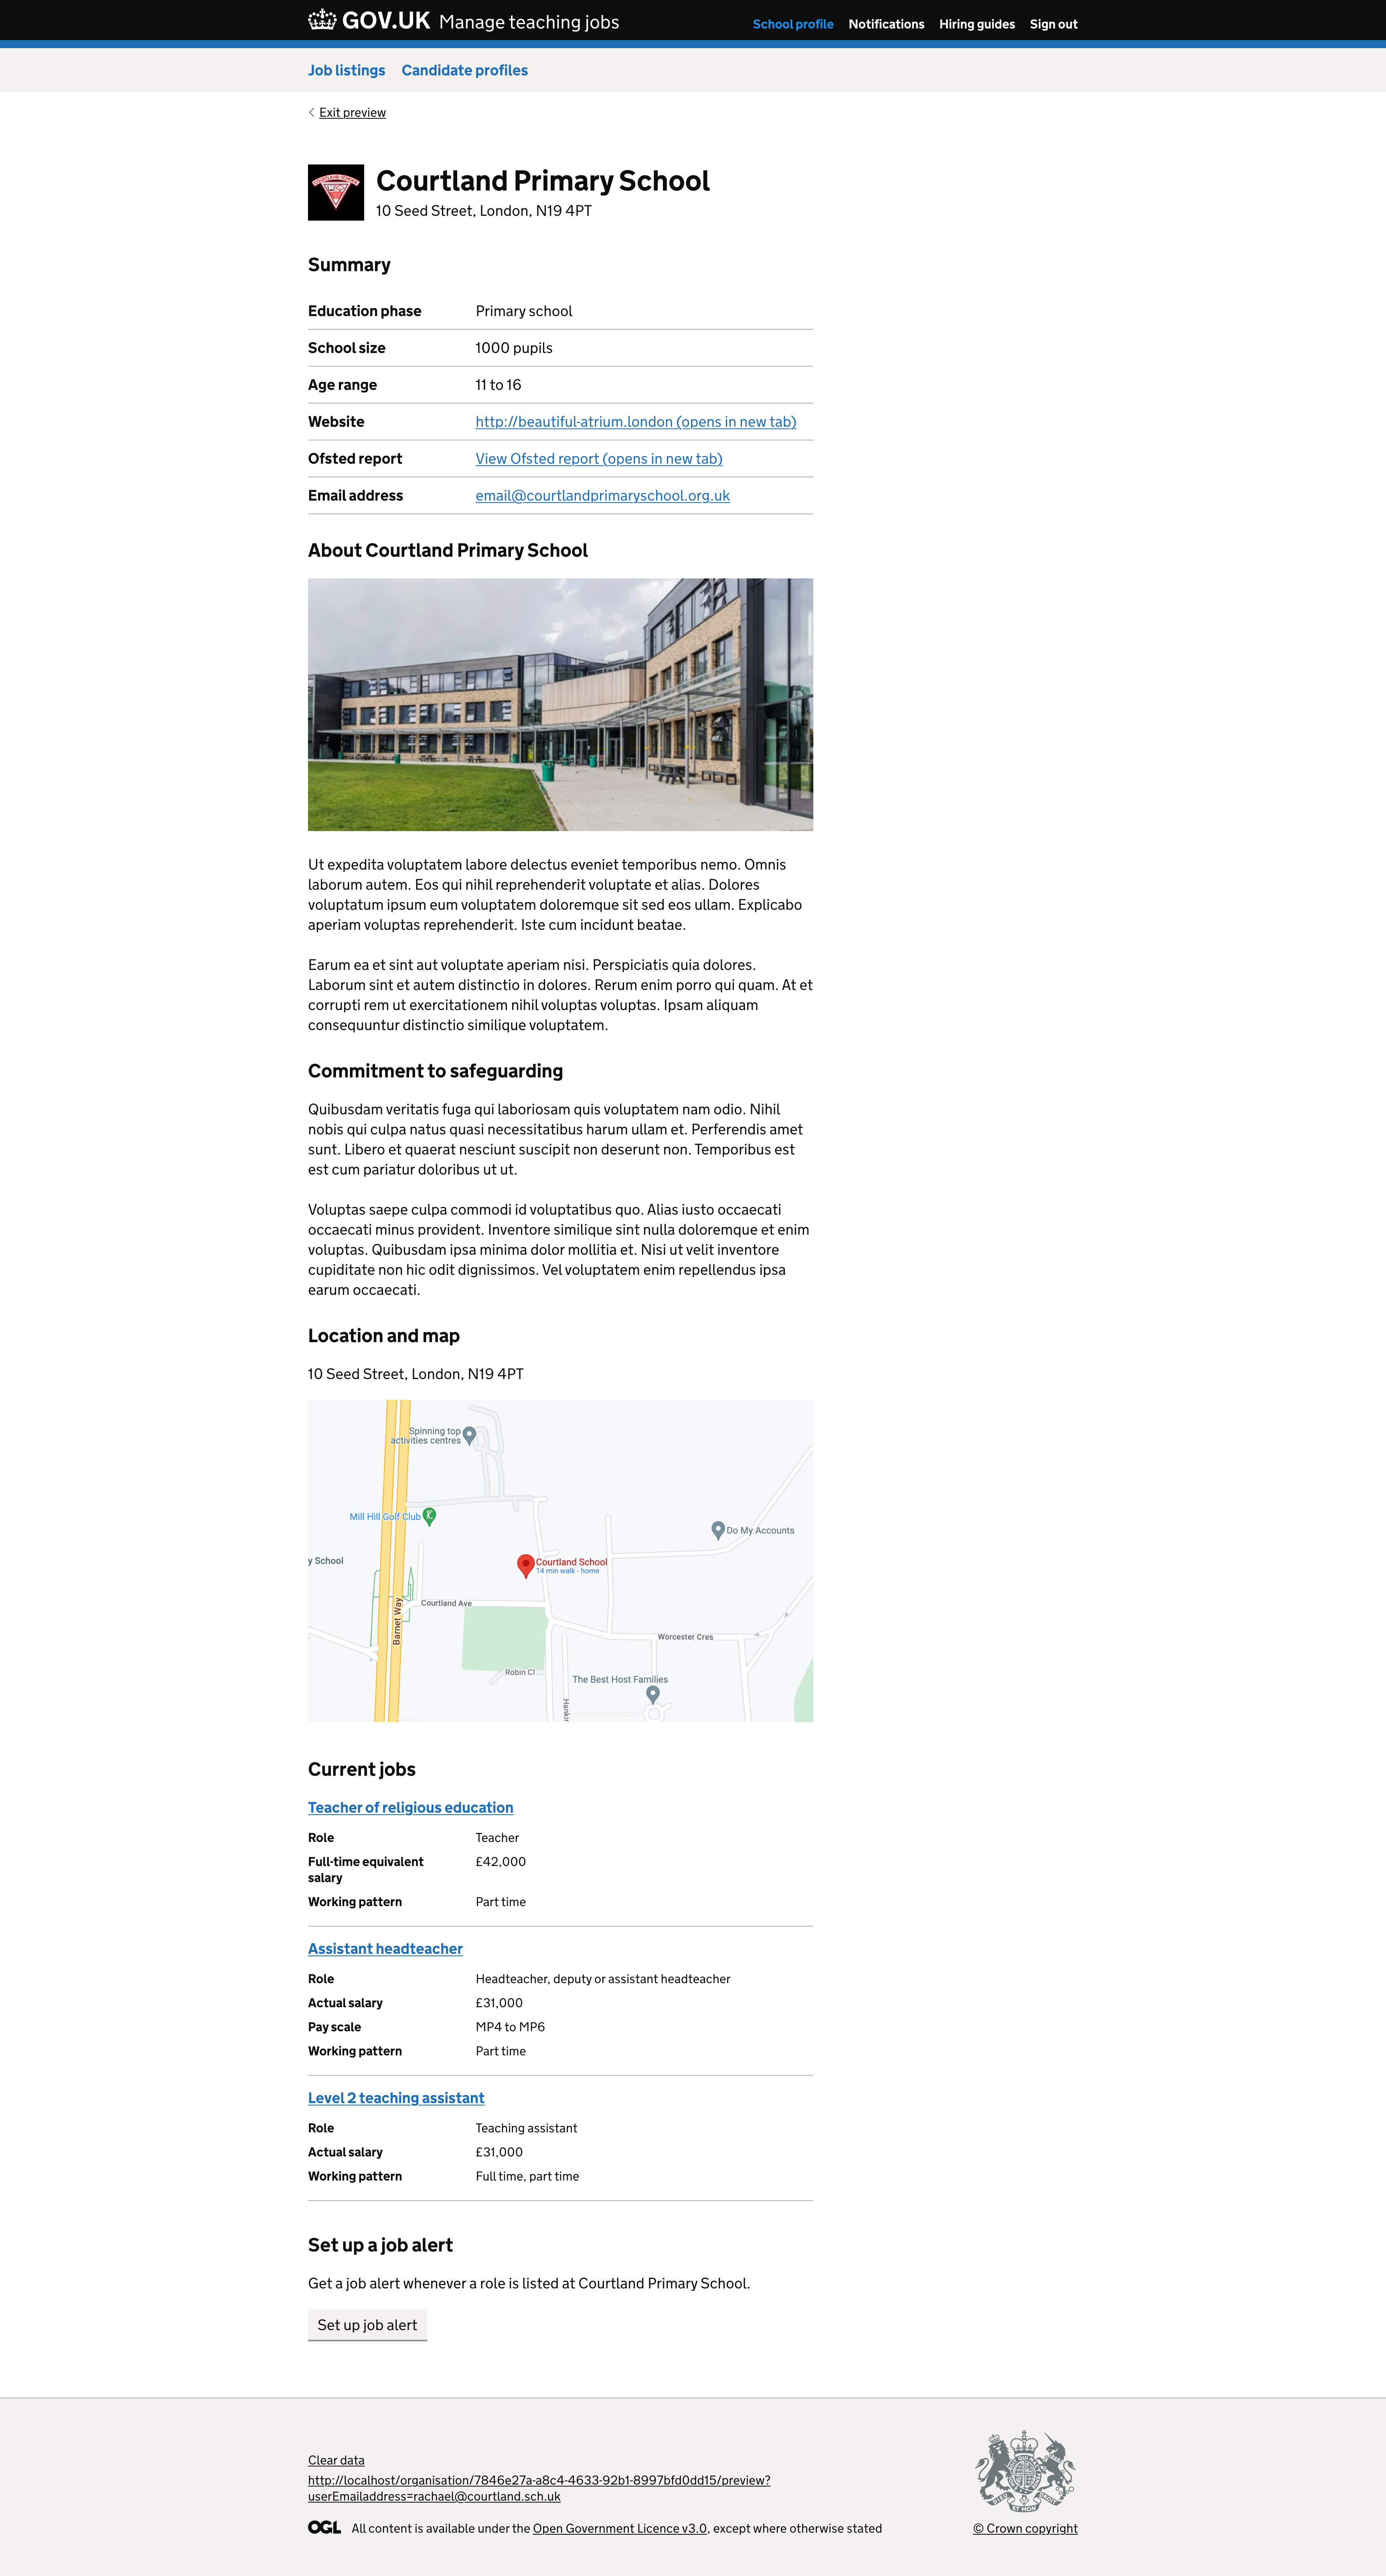 GOV.UK Manage teaching jobs
School profile Notifications Hiring guides Sign out
Job listings Candidate profiles
Exit preview
COURTLAND SCHOOL
Courtland Primary School
10 Seed Street, London, N19 4PT
Summary
Education phase Primary school
School size 1000 pupils
Age range 11 to 16
Website http://beautiful-atrium.london (opens in new tab)
Ofsted report View Ofsted report (opens in new tab)
Email address email@courtlandprimaryschool.org.uk
About Courtland Primary School
Ut expedita voluptatem labore delectus eveniet temporibus nemo. Omnis
laborum autem. Eos qui nihil reprehenderit voluptate et alias. Dolores
voluptatum ipsum eum voluptatem doloremque sit sed eos ullam. Explicabo
aperiam voluptas reprehenderit. Iste cum incidunt beatae.
Earum ea et sint aut voluptate aperiam nisi. Perspiciatis quia dolores.
Laborum sint et autem distinctio in dolores. Rerum enim porro qui quam. At et
corrupti rem ut exercitationem nihil voluptas voluptas. Ipsam aliquam
consequuntur distinctio similique voluptatem.
Commitment to safeguarding
Quibusdam veritatis fuga qui laboriosam quis voluptatem nam odio. Nihil
nobis qui culpa natus quasi necessitatibus harum ullam et. Perferendis amet
sunt. Libero et quaerat nesciunt suscipit non deserunt non. Temporibus est
est cum pariatur doloribus ut ut.
Voluptas saepe culpa commodi id voluptatibus quo. Alias iusto occaecati
occaecati minus provident. Inventore similique sint nulla doloremque et enim
voluptas. Quibusdam ipsa minima dolor mollitia et. Nisi ut velit inventore
cupiditate non hic odit dignissimos. Vel voluptatem enim repellendus ipsa
earum occaecati.
Location and map
10 Seed Street, London, N19 4PT
Spinning top
activities centres
Mill Hill Golf Club
Do My Accounts
y School
Courtland School
14 min walk - home
Courtland Ave
Barnet Way
Worcester Cres
Robin Cl
The Best Host Families
Hankin
Current jobs
Teacher of religious education
Role Teacher
Full-time equivalent £42,000
salary
Working pattern Part time
Assistant headteacher
Role Headteacher, deputy or assistant headteacher
Actual salary £31,000
Pay scale MP4 to MP6
Working pattern Part time
Level 2 teaching assistant
Role Teaching assistant
Actual salary £31,000
Working pattern Full time, part time
Set up a job alert
Get a job alert whenever a role is listed at Courtland Primary School.
Set up job alert
Clear data
http://localhost/organisation/7846e27a-a8c4-4633-92b1-8997bfd0dd15/preview?
userEmailaddress=rachael@courtland.sch.uk
OGL All content is available under the Open Government Licence v3.0, except where otherwise stated
© Crown copyright